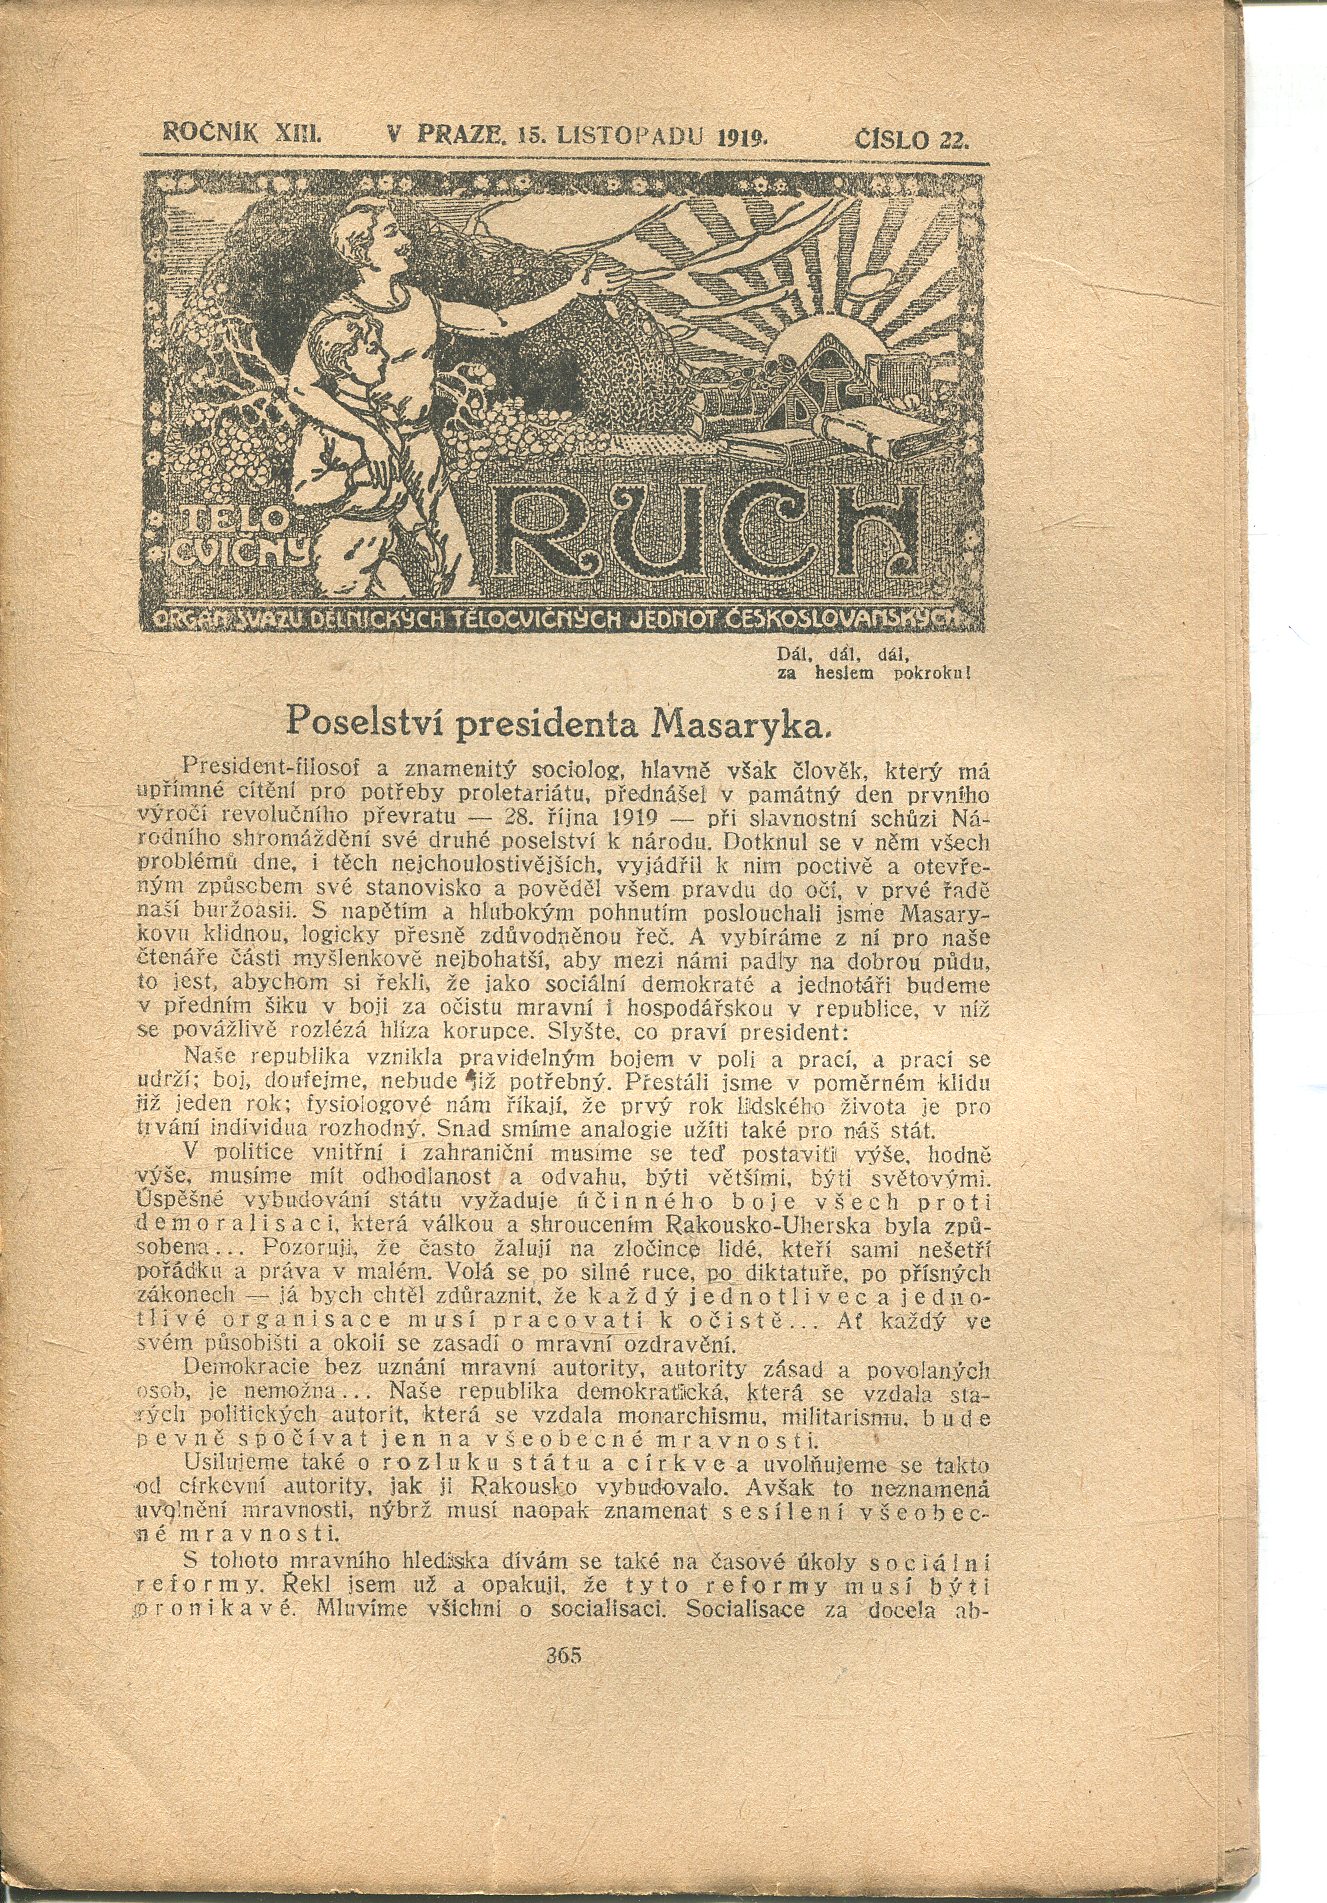 ROČNÍK XIII. V PRAZE, 15. LISTOPADU 1919. ČÍSLO 22.
DTJ
TĚLO
CVIČNÝ
RUCH
ORGÁN SVAZU DĚLNICKÝCH TĚLOCVIČNÝCH JEDNOT ČESKOSLOVANSKÝCH
Dál, dál, dál,
za heslem pokroku!
Poselství presidenta Masaryka.
President-filosof a znamenitý sociolog, hlavně však člověk, který má
upřímné cítění pro potřeby proletariátu, přednášel v památný den prvního
výročí revolučního převratu — 28. října 1919 — při slavnostní schůzi Ná-
rodního shromáždění své druhé poselství k národu. Dotknul se v něm všech
problémů dne, i těch nejchoulostivějších, vyjádřil k nim poctivě a otevře-
ným způsobem své stanovisko a pověděl všem pravdu do očí, v prvé řadě
naší buržoasii. S napětím a hlubokým pohnutím poslouchali jsme Masary-
kovu klidnou, logicky přesně zdůvodněnou řeč. A vybíráme z ní pro naše
čtenáře části myšlenkově nejbohatší, aby mezi námi padly na dobrou půdu,
to jest, abychom si řekli, že jako sociální demokraté a jednotáři budeme
v předním šiku v boji za očistu mravní i hospodářskou v republice, v níž
se povážlivě rozlézá hlíza korupce. Slyšte, co praví president:
Naše republika vznikla pravidelným bojem v poli a prací, a prací se
udrží; boj, doufejme, nebude již potřebný. Přestáli jsme v poměrném klidu
již jeden rok; fysiologové nám říkají, že prvý rok lidského života je pro
trvání individua rozhodný. Snad smíme analogie užíti také pro náš stát.
V politice vnitřní i zahraniční musíme se teď postaviti výše, hodně
výše, musíme mít odhodlanost a odvahu, býti většími, býti světovými.
Úspěšné vybudování státu vyžaduje účinného boje všech proti
demoralisaci, která válkou a shroucením Rakousko-Uherska byla způ-
sobena... Pozoruji, že často žalují na zločince lidé, kteří sami nešetří
pořádku a práva v malém. Volá se po silné ruce, po diktatuře, po přísných
zákonech — já bych chtěl zdůraznit, že každý jednotlivec a jedno-
tlivé organisace musí pracovati k očistě... Ať každý ve
svém působišti a okolí se zasadí o mravní ozdravění.
Demokracie bez uznání mravní autority, autority zásad a povolaných
osob, je nemožna... Naše republika demokratická, která se vzdala sta-
rých politických autorit, která se vzdala monarchismu, militarismu, bude
pevně spočívat jen na všeobecné mravnosti.
Usilujeme také o rozluku státu a církve a uvolňujeme se takto
od církevní autority, jak ji Rakousko vybudovalo. Avšak to neznamená
uvolnění mravnosti, nýbrž musí naopak znamenat sesílení všeobec-
né mravnosti.
S tohoto mravního hlediska dívám se také na časové úkoly sociální
reformy. Řekl jsem už a opakuji, že tyto reformy musí býti
pronikavé. Mluvíme všichni o socialisaci. Socialisace za docela ab-
365